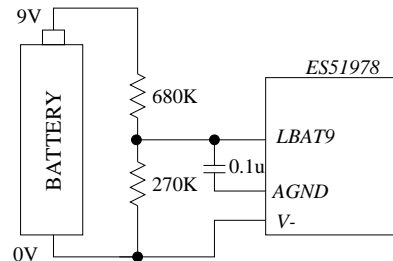 9V
ES51978
680K
BATTERY
LBAT9
0.1u
270K
AGND
V-
0V